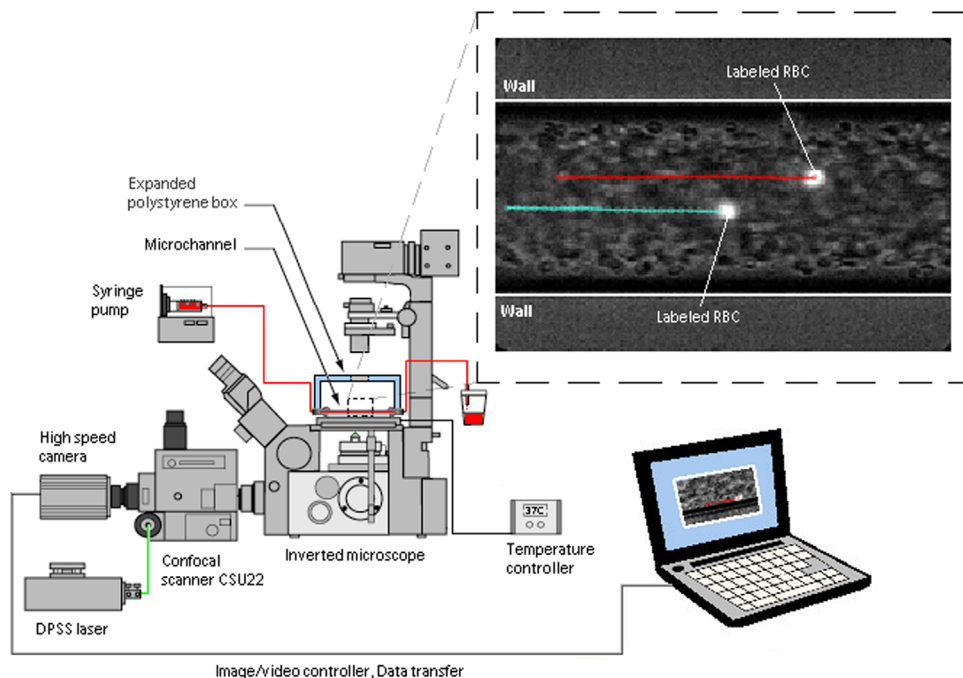 Wall
Labeled RBC
Wall
Labeled RBC
Expanded
polystyrene box
Microchannel
Syringe
pump
High speed
camera
Confocal
scanner CSU22
Inverted microscope
37C
Temperature
controller
DPSS laser
Image/video controller, Data transfer